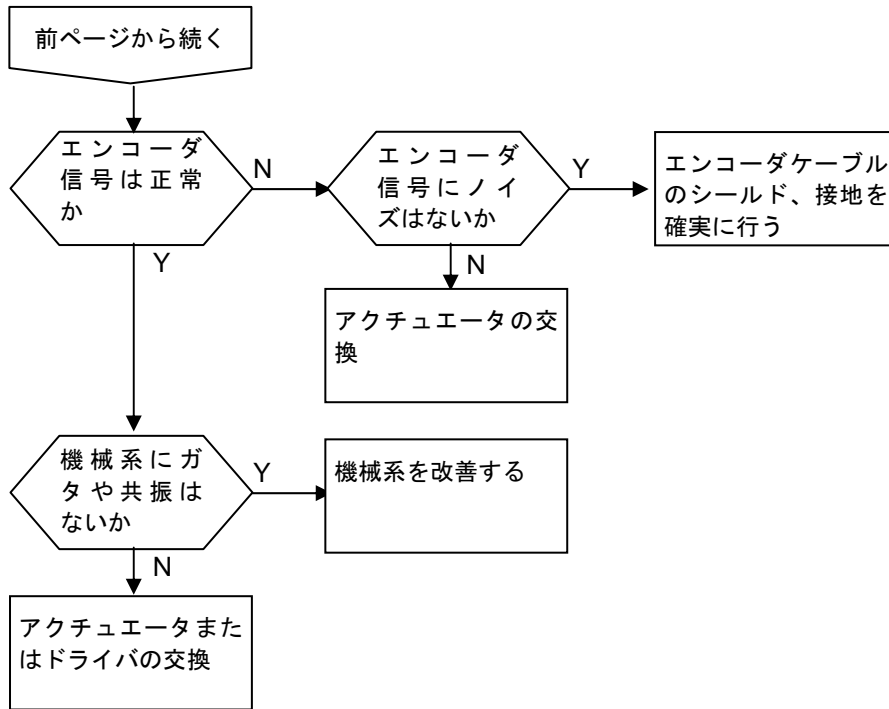 前ページから続く
エンコーダ
信号は正常
か
N
エンコーダ
信号にノイ
ズはないか
Y
エンコーダケーブル
のシールド、接地を
確実に行う
Y
N
アクチュエータの交
換
機械系にガ
タや共振は
ないか
Y
機械系を改善する
N
アクチュエータまた
はドライバの交換